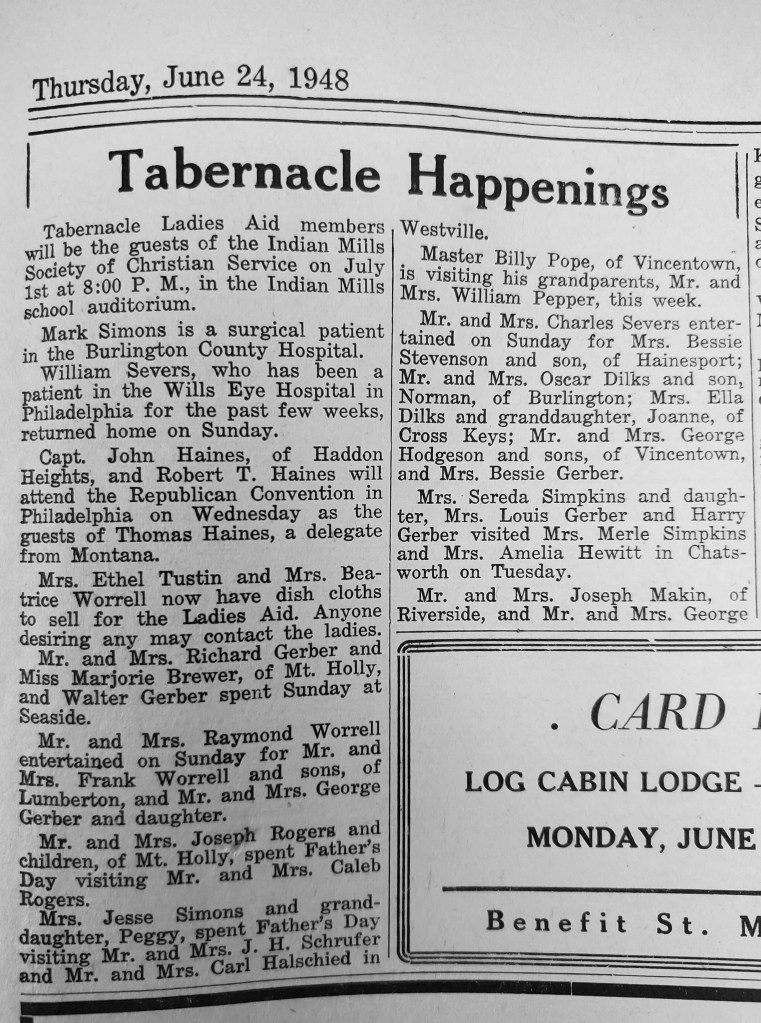 Thursday, June 24, 1948
Tabernacle Happenings
Tabernacle Ladies Aid members
will be the guests of the Indian Mills
Society of Christian Service on July
1st at 8:00 P. M., in the Indian Mills
school auditorium.
Mark Simons is a surgical patient
in the Burlington County Hospital.
William Severs, who has been a
patient in the Wills Eye Hospital in
Philadelphia for the past few weeks,
returned home on Sunday.
Capt. John Haines, of Haddon
Heights, and Robert T. Haines will
attend the Republican Convention in
Philadelphia on Wednesday as the
guests of Thomas Haines, a delegate
from Montana.
Mrs. Ethel Tustin and Mrs. Bea-
trice Worrell now have dish cloths
to sell for the Ladies Aid. Anyone
desiring any may contact the ladies.
Mr. and Mrs. Richard Gerber and
Miss Marjorie Brewer, of Mt. Holly,
and Walter Gerber spent Sunday at
Seaside.
Mr. and Mrs. Raymond Worrell
entertained on Sunday for Mr. and
Mrs. Frank Worrell and sons, of
Lumberton, and Mr. and Mrs. George
Gerber and daughter.
Mr. and Mrs. Joseph Rogers and
children, of Mt. Holly, spent Father's
Day visiting Mr. and Mrs. Caleb
Rogers.
Mrs. Jesse Simons and grand-
daughter, Peggy, spent Father's Day
visiting Mr. and Mrs. J. H. Schrufer
and Mr. and Mrs. Carl Halschied in
Westville.
Master Billy Pope, of Vincentown,
is visiting his grandparents, Mr. and
Mrs. William Pepper, this week.
Mr. and Mrs. Charles Severs enter-
tained on Sunday for Mrs. Bessie
Stevenson and son, of Hainesport;
Mr. and Mrs. Oscar Dilks and son,
Norman, of Burlington; Mrs. Ella
Dilks and granddaughter, Joanne, of
Cross Keys; Mr. and Mrs. George
Hodgeson and sons, of Vincentown,
and Mrs. Bessie Gerber.
Mrs. Sereda Simpkins and daugh-
ter, Mrs. Louis Gerber and Harry
Gerber visited Mrs. Merle Simpkins
and Mrs. Amelia Hewitt in Chats-
worth on Tuesday.
Mr. and Mrs. Joseph Makin, of
Riverside, and Mr. and Mrs. George
. CARD
LOG CABIN LODGE -
MONDAY, JUNE
Benefit St. M